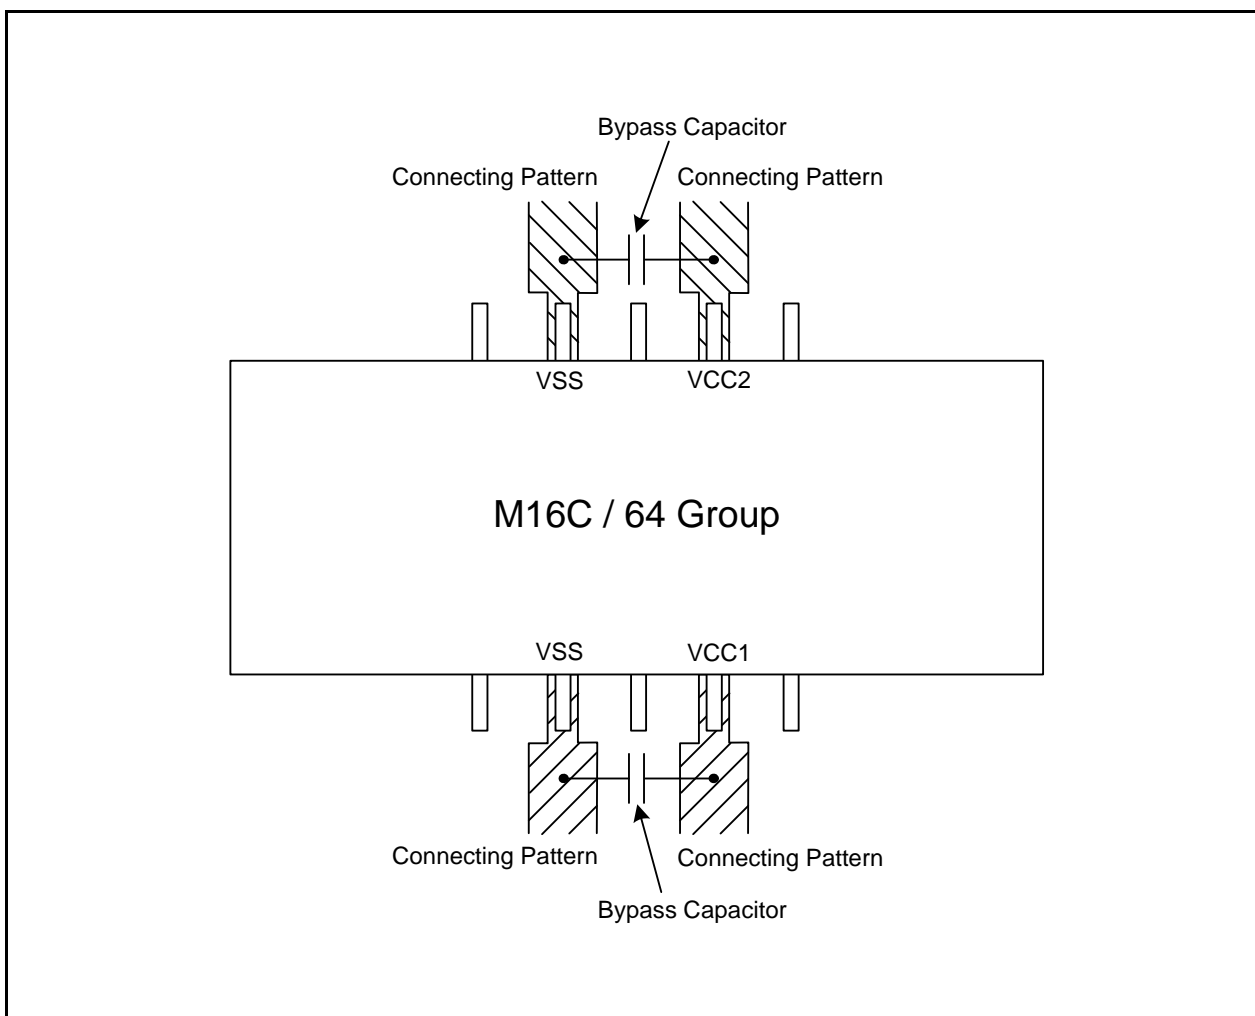 Bypass Capacitor
Connecting Pattern
Connecting Pattern
VSS
VCC2
M16C / 64 Group
VSS
VCC1
Connecting Pattern
Connecting Pattern
Bypass Capacitor